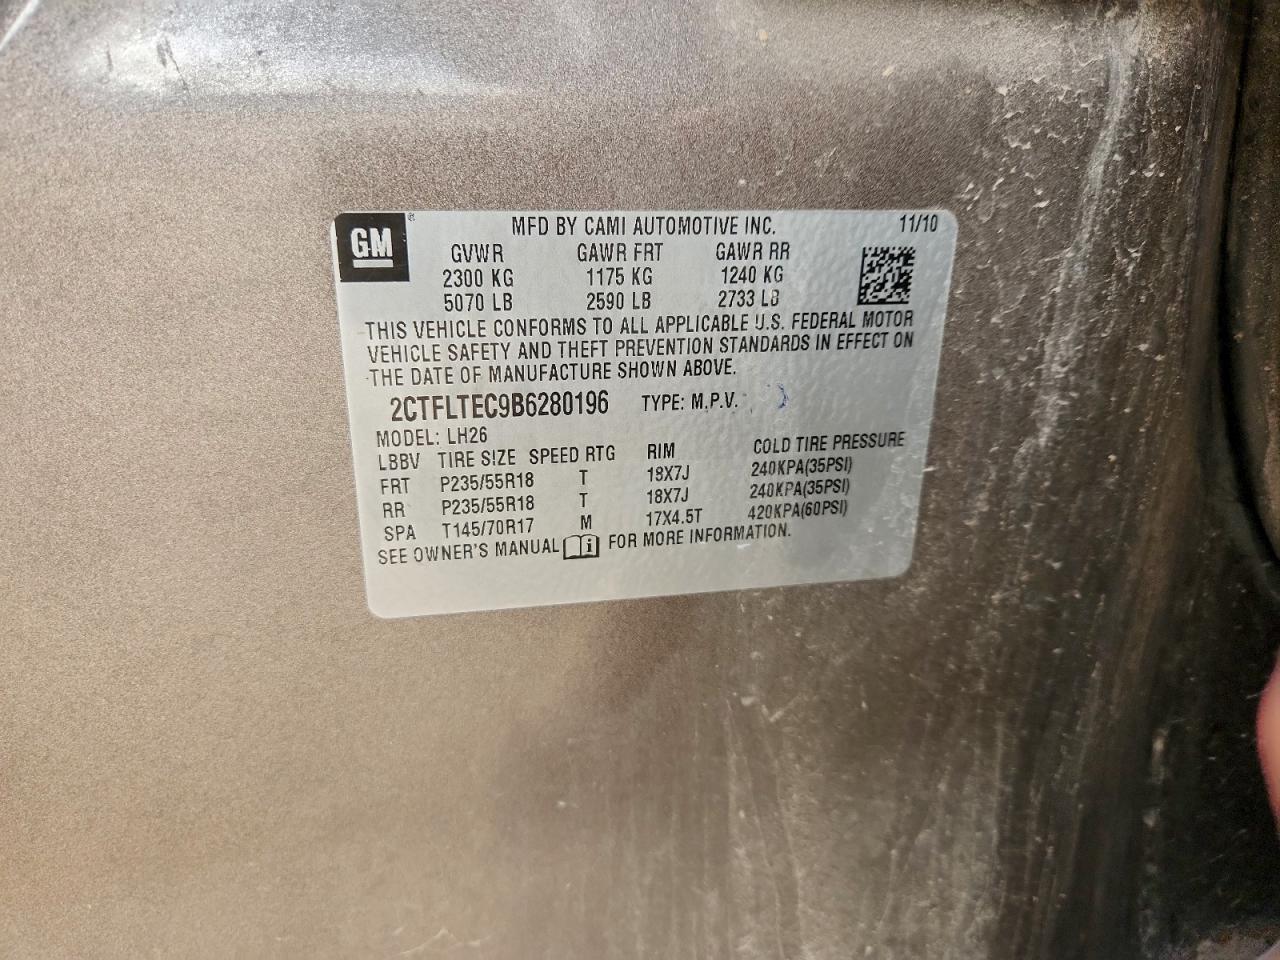 GM ® MFD BY CAMI AUTOMOTIVE INC. 11/10
GVWR GAWR FRT GAWR RR
2300 KG 1175 KG 1240 KG
5070 LB 2590 LB 2733 LB
THIS VEHICLE CONFORMS TO ALL APPLICABLE U.S. FEDERAL MOTOR
VEHICLE SAFETY AND THEFT PREVENTION STANDARDS IN EFFECT ON
THE DATE OF MANUFACTURE SHOWN ABOVE.
2CTFLTEC9B6280196 TYPE: M.P.V.
MODEL: LH26
LBBV TIRE SIZE SPEED RTG RIM COLD TIRE PRESSURE
FRT P235/55R18 T 18X7J 240KPA(35PSI)
RR P235/55R18 T 18X7J 240KPA(35PSI)
SPA T145/70R17 M 17X4.5T 420KPA(60PSI)
SEE OWNER'S MANUAL i FOR MORE INFORMATION.